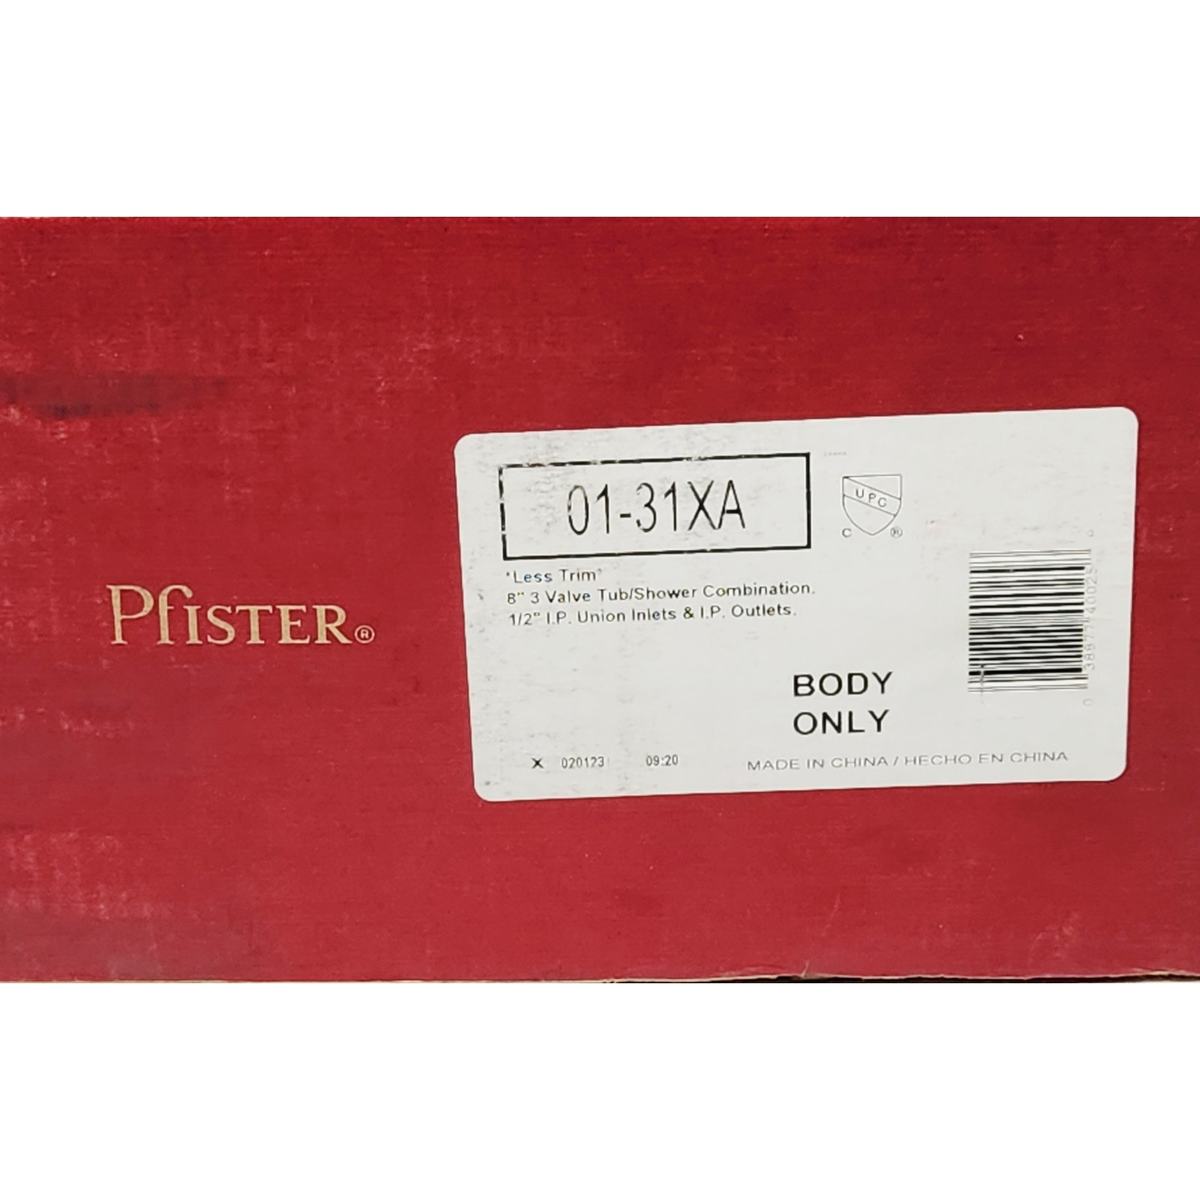 PfISTER®
01-31XA
UPC
C ®
"Less Trim"
8" 3 Valve Tub/Shower Combination.
1/2" I.P. Union Inlets & I.P. Outlets.
BODY
ONLY
X 020123 09:20
MADE IN CHINA / HECHO EN CHINA